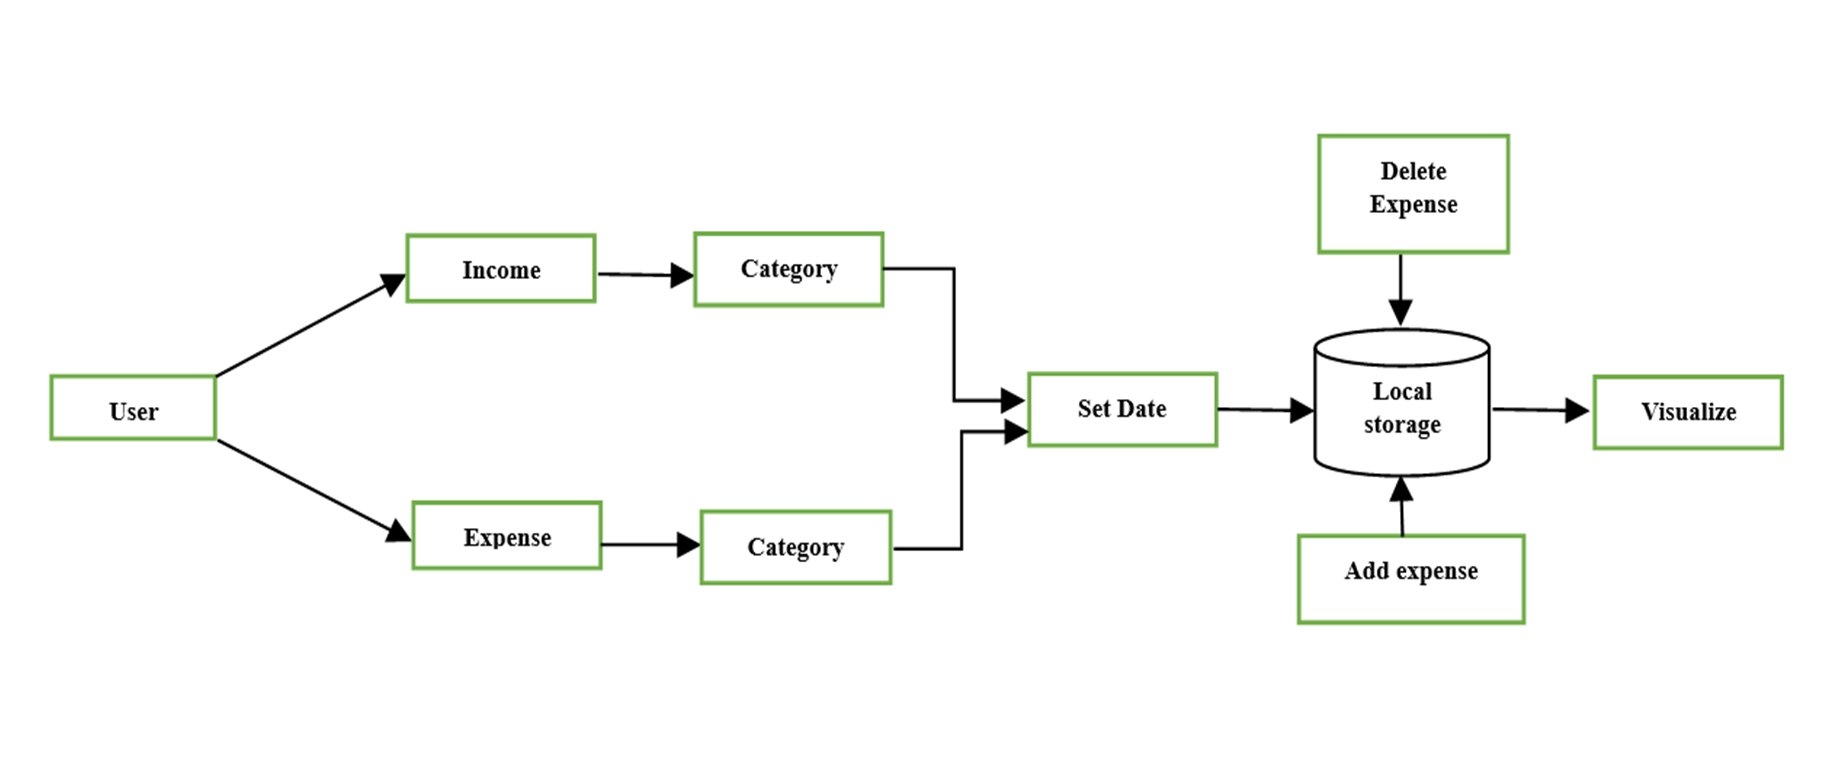 User
Income
Category
Expense
Category
Set Date
Delete
Expense
Local
storage
Add expense
Visualize